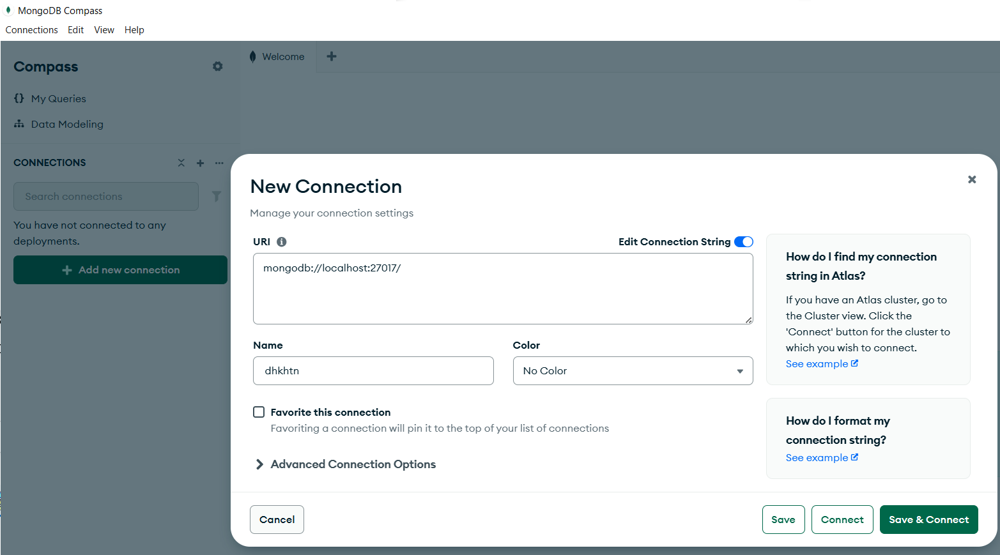 MongoDB Compass
Connections Edit View Help
Compass
My Queries
Data Modeling
CONNECTIONS
Search connections
You have not connected to any
deployments.
Add new connection
Welcome
New Connection
Manage your connection settings
URI
Edit Connection String
mongodb://localhost:27017/
Name
dhkhtn
Color
No Color
Favorite this connection
Favoriting a connection will pin it to the top of your list of connections
Advanced Connection Options
How do I find my connection
string in Atlas?
If you have an Atlas cluster, go to
the Cluster view. Click the
'Connect' button for the cluster to
which you wish to connect.
See example
How do I format my
connection string?
See example
Cancel
Save
Connect
Save & Connect